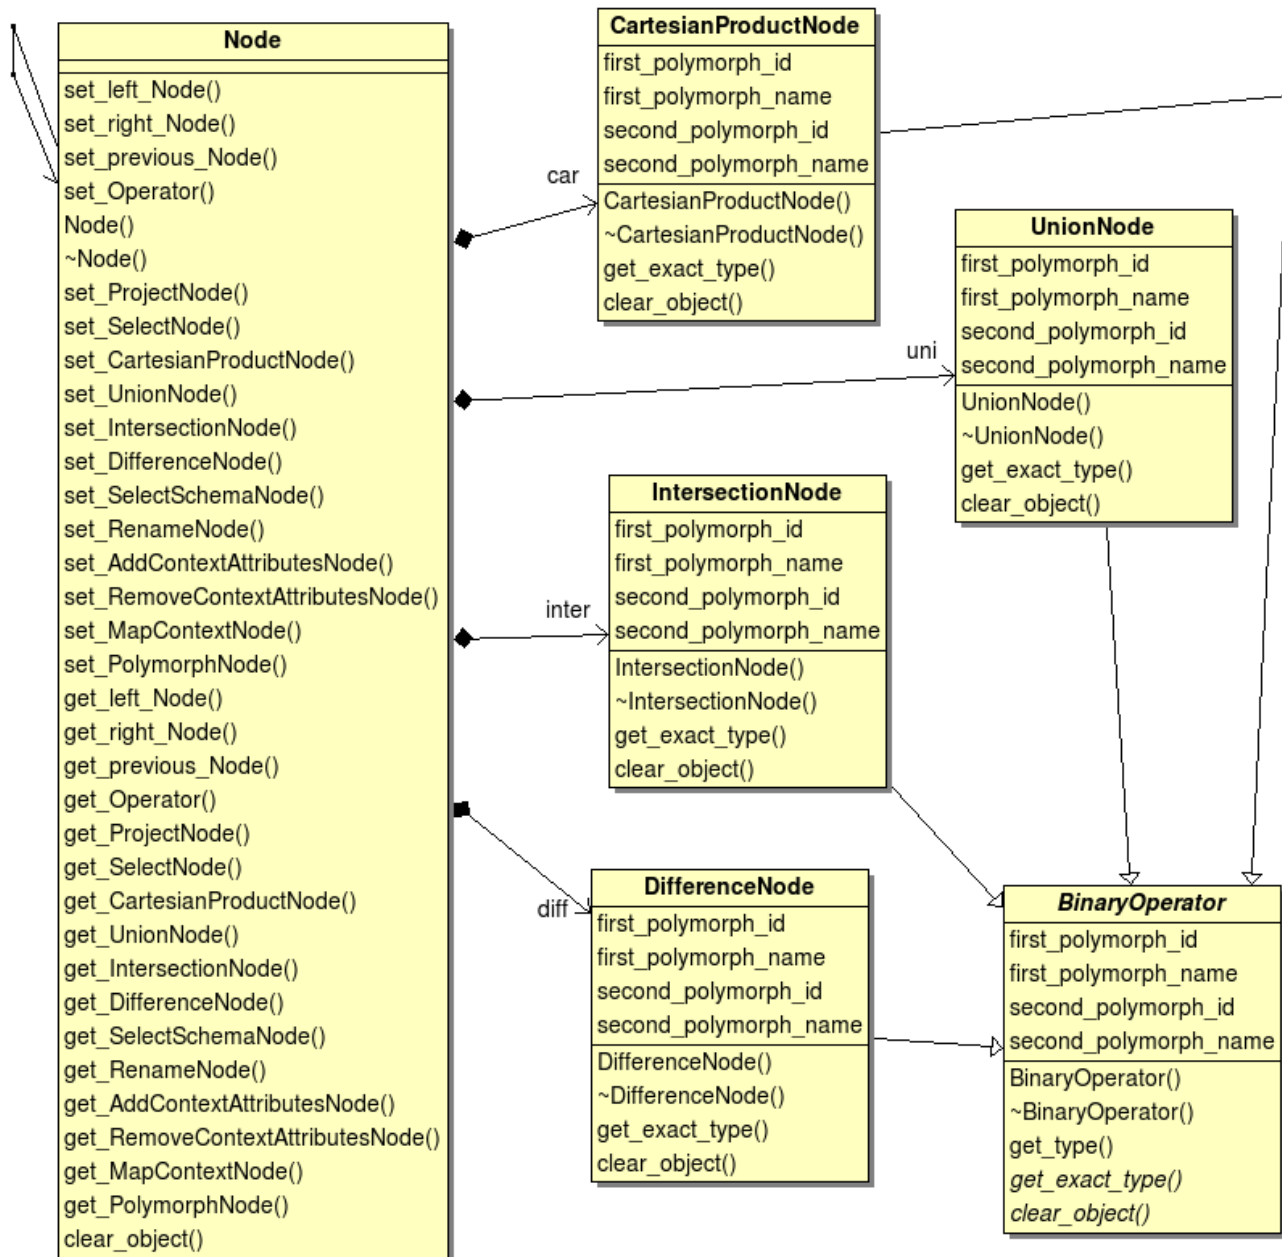 Node
set_left_Node()
set_right_Node()
set_previous_Node()
set_Operator()
Node()
~Node()
set_ProjectNode()
set_SelectNode()
set_CartesianProductNode()
set_UnionNode()
set_IntersectionNode()
set_DifferenceNode()
set_SelectSchemaNode()
set_RenameNode()
set_AddContextAttributesNode()
set_RemoveContextAttributesNode()
set_MapContextNode()
set_PolymorphNode()
get_left_Node()
get_right_Node()
get_previous_Node()
get_Operator()
get_ProjectNode()
get_SelectNode()
get_CartesianProductNode()
get_UnionNode()
get_IntersectionNode()
get_DifferenceNode()
get_SelectSchemaNode()
get_RenameNode()
get_AddContextAttributesNode()
get_RemoveContextAttributesNode()
get_MapContextNode()
get_PolymorphNode()
clear_object()
car
CartesianProductNode
first_polymorph_id
first_polymorph_name
second_polymorph_id
second_polymorph_name
CartesianProductNode()
~CartesianProductNode()
get_exact_type()
clear_object()
uni
UnionNode
first_polymorph_id
first_polymorph_name
second_polymorph_id
second_polymorph_name
UnionNode()
~UnionNode()
get_exact_type()
clear_object()
inter
IntersectionNode
first_polymorph_id
first_polymorph_name
second_polymorph_id
second_polymorph_name
IntersectionNode()
~IntersectionNode()
get_exact_type()
clear_object()
diff
DifferenceNode
first_polymorph_id
first_polymorph_name
second_polymorph_id
second_polymorph_name
DifferenceNode()
~DifferenceNode()
get_exact_type()
clear_object()
BinaryOperator
first_polymorph_id
first_polymorph_name
second_polymorph_id
second_polymorph_name
BinaryOperator()
~BinaryOperator()
get_type()
get_exact_type()
clear_object()